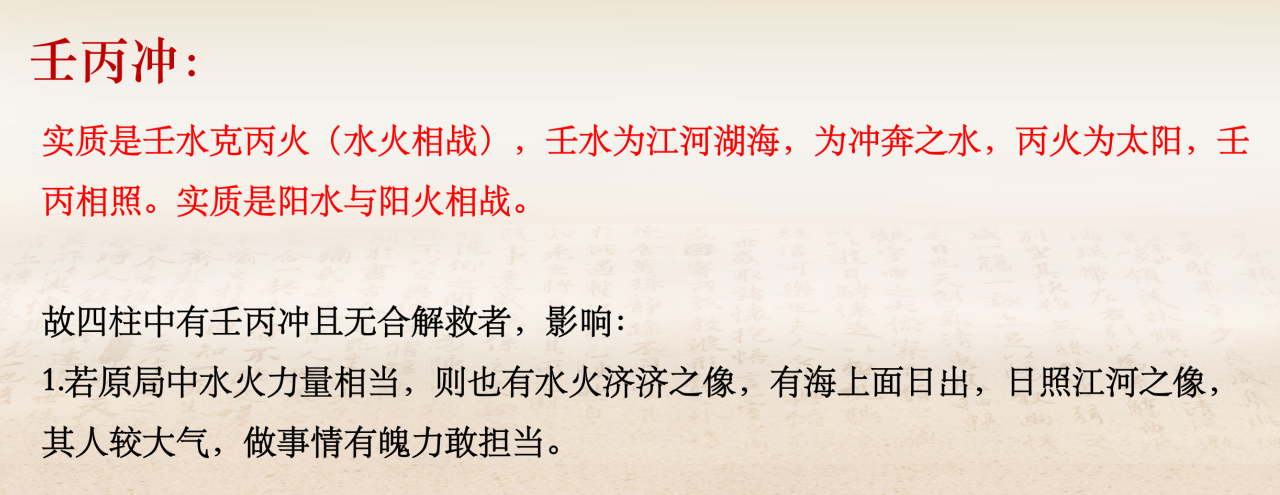 壬丙冲：
实质是壬水克丙火（水火相战），壬水为江河湖海，为冲奔之水，丙火为太阳，壬
丙相照。实质是阳水与阳火相战。
故四柱中有壬丙冲且无合解救者，影响：
1.若原局中水火力量相当，则也有水火济济之像，有海上面日出，日照江河之像，
其人较大气，做事情有魄力敢担当。